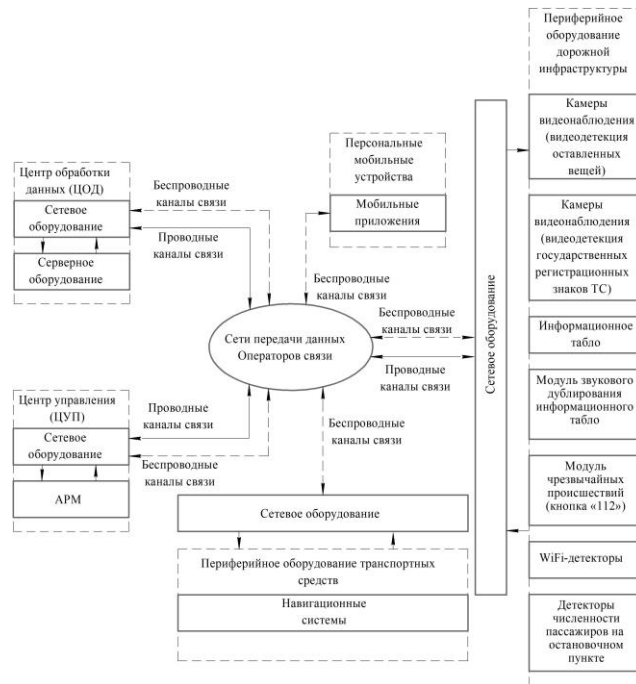 Периферийное
оборудование
дорожной
инфраструктуры
Камеры
видеонаблюдения
(видеодетекция
оставленных
вещей)
Персональные
мобильные
устройства
Мобильные
приложения
Центр обработки
данных (ЦОД)
Сетевое
оборудование
Серверное
оборудование
Беспроводные
каналы связи
Проводные
каналы связи
Беспроводные
каналы связи
Камеры
видеонаблюдения
(видеодетекция
государственных
регистрационных
знаков ТС)
Сети передачи данных
Операторов связи
Беспроводные
каналы связи
Проводные
каналы связи
Сетевое оборудование
Информационное
табло
Модуль звукового
дублирования
информационного
табло
Центр управления
(ЦУП)
Сетевое
оборудование
АРМ
Проводные
каналы связи
Беспроводные
каналы связи
Беспроводные
каналы связи
Модуль
чрезвычайных
происшествий
(кнопка «112»)
Сетевое оборудование
Периферийное оборудование транспортных
средств
Навигационные
системы
WiFi-детекторы
Детекторы
численности
пассажиров на
остановочном
пункте